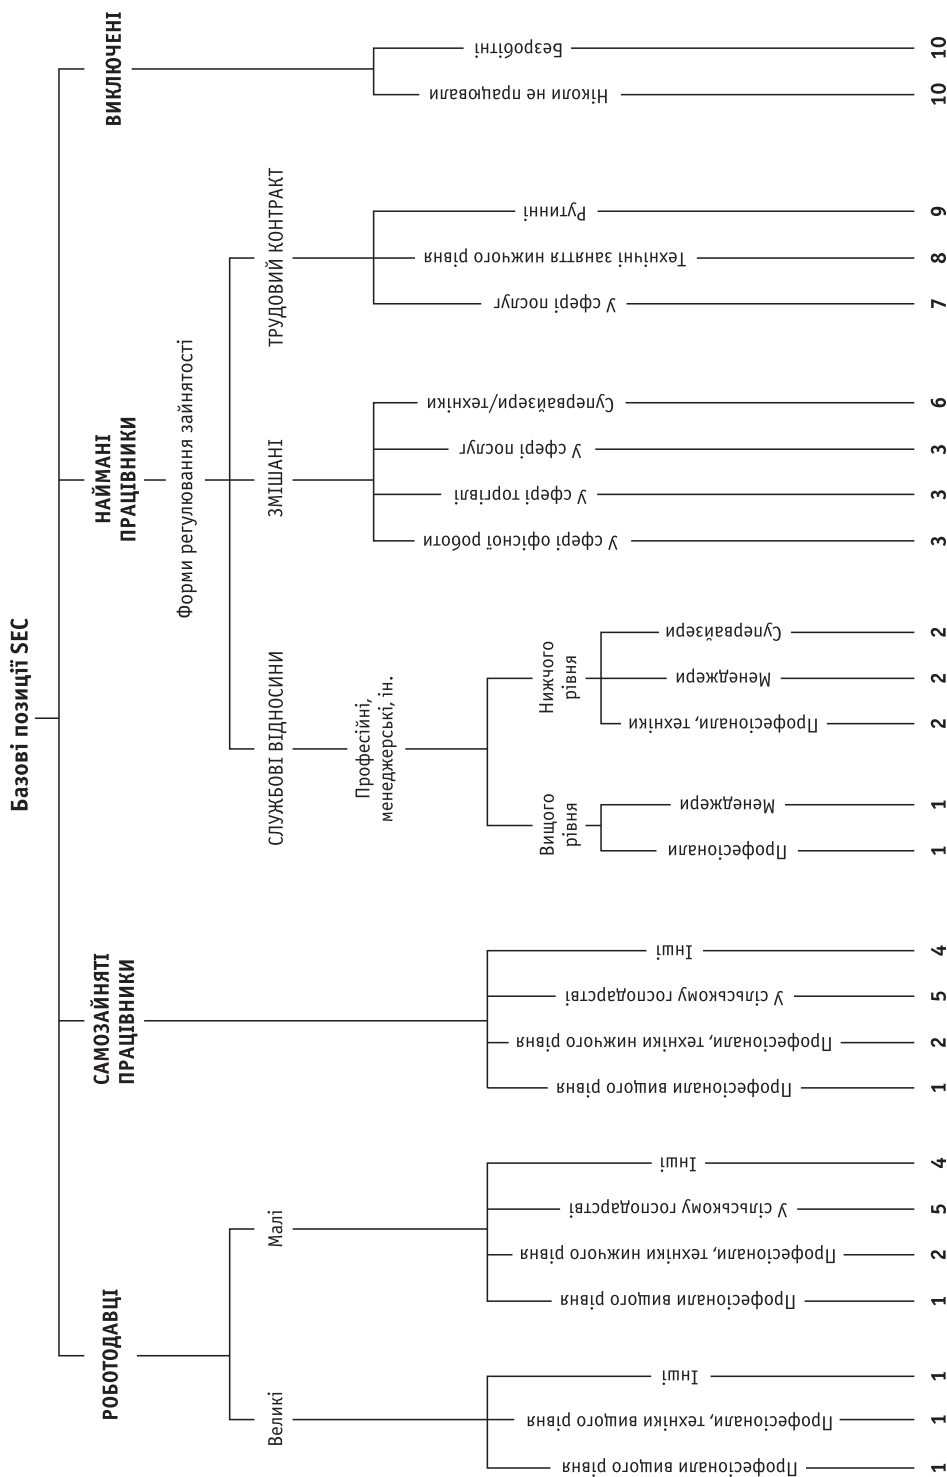 Базові позиції SEC
РОБОТОДАВЦІ
САМОЗАЙНЯТІ
ПРАЦІВНИКИ
НАЙМАНІ
ПРАЦІВНИКИ
ВИКЛЮЧЕНІ
Форми регулювання зайнятості
Великі
Малі
СЛУЖБОВІ ВІДНОСИНИ
ЗМІШАНІ
ТРУДОВИЙ КОНТРАКТ
Професійні,
менеджерські, ін.
Вищого
рівня
Нижчого
рівня
Професіонали вищого рівня
Професіонали, техніки вищого рівня
Інші
Професіонали вищого рівня
Професіонали, техніки нижчого рівня
У сільському господарстві
Інші
Професіонали вищого рівня
Професіонали, техніки нижчого рівня
У сільському господарстві
Інші
Професіонали
Менеджери
Професіонали, техніки
Менеджери
Супервайзери
У сфері офісної роботи
У сфері торгівлі
У сфері послуг
Супервайзери/техніки
У сфері послуг
Технічні заняття нижчого рівня
Рутинні
Ніколи не працювали
Безробітні
1 1 1 1 2 5 4 1 2 5 4 1 1 2 2 2 3 3 3 6 7 8 9 10 10